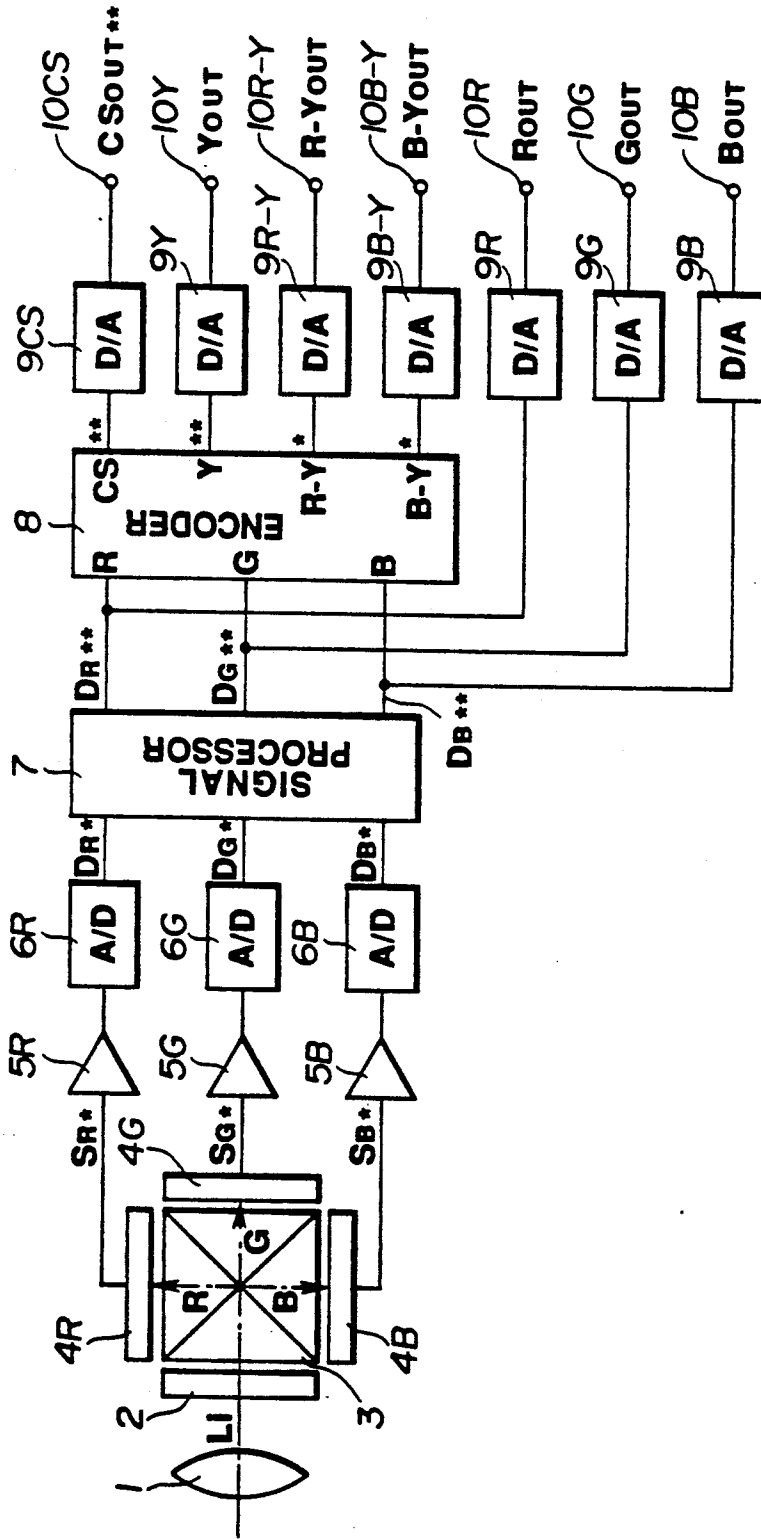 1
Li
2
3
4R
4G
4B
R
G
B
SR*
SG*
SB*
5R
5G
5B
6R
6G
6B
A/D
A/D
A/D
DR*
DG*
DB*
7
SIGNAL
PROCESSOR
DR**
DG**
DB**
8
ENCODER
R
G
B
CS**
Y**
R-Y*
B-Y*
9CS
9Y
9R-Y
9B-Y
9R
9G
9B
D/A
D/A
D/A
D/A
D/A
D/A
D/A
10CS
CSOUT**
10Y
YOUT
10R-Y
R-YOUT
10B-Y
B-YOUT
10R
ROUT
10G
GOUT
10B
BOUT